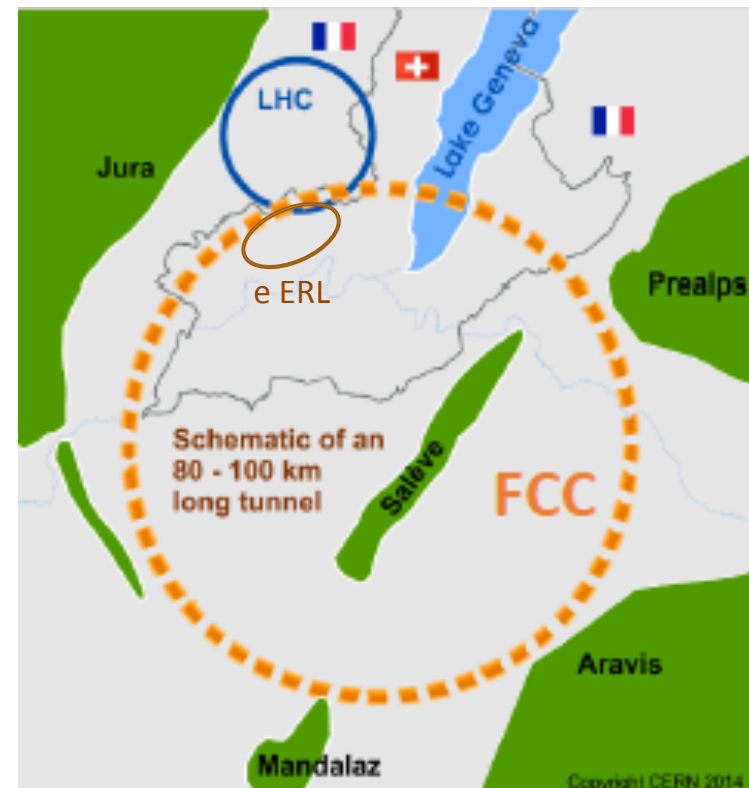 LHC
Lake Geneva
Jura
Prealps
e ERL
Schematic of an
80 - 100 km
long tunnel
Salève
FCC
Aravis
Mandalaz
Copyright CERN 2014